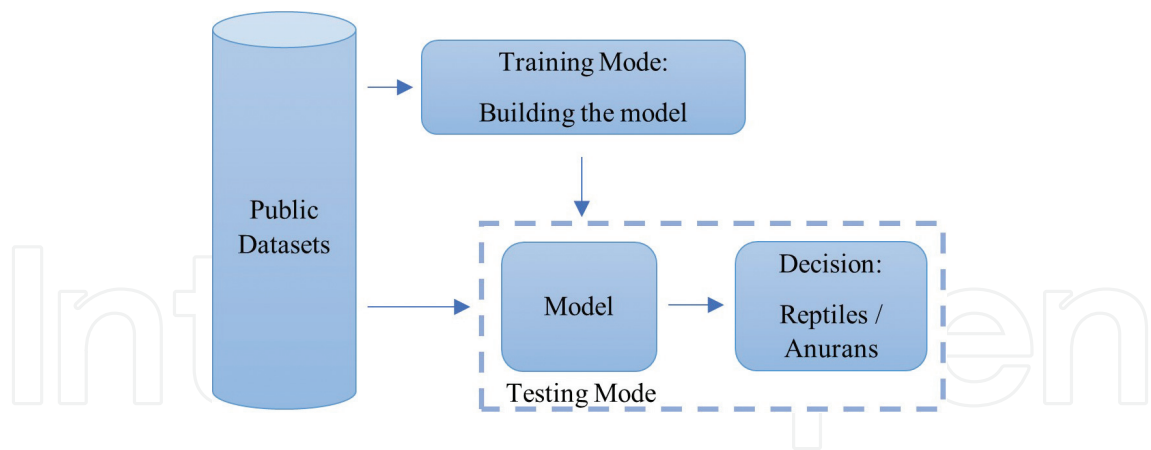 Training Mode:
Building the model
Public
Datasets
Model
Decision:
Reptiles /
Anurans
Testing Mode